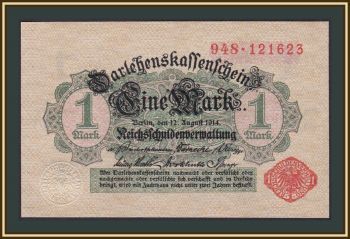 948·121623
Darlehenskassenschein
1 Eine Mark. 1
Mark Berlin, den 12. August 1914. Mark
Reichsschuldenverwaltung
Wer Darlehenskassenscheine nachmacht oder verfälscht oder
nachgemachte oder verfälschte sich verschafft und in Verkehr
bringt, wird mit Zuchthaus nicht unter zwei Jahren bestraft.